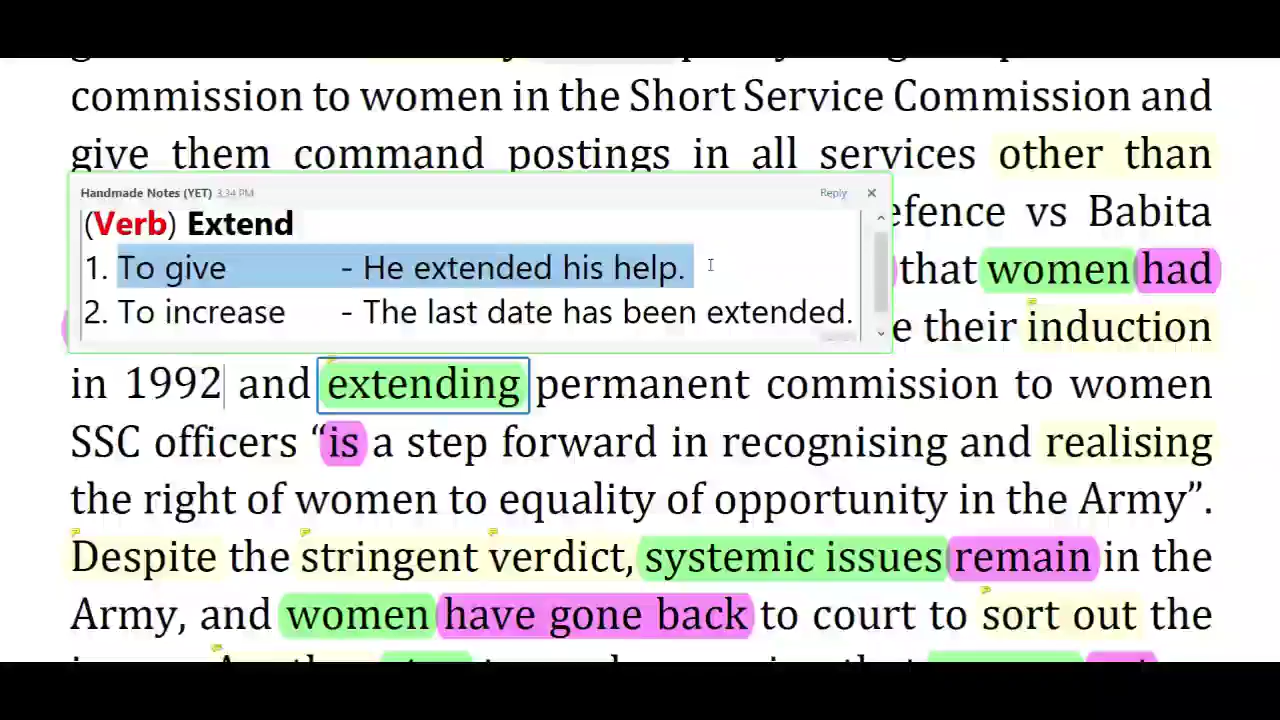 commission to women in the Short Service Commission and
give them command postings in all services other than
Handmade Notes (YET) 3:34 PM Reply
(Verb) Extend
1. To give - He extended his help.
2. To increase - The last date has been extended.
efence vs Babita
that women had
e their induction
in 1992 and extending permanent commission to women
SSC officers “is a step forward in recognising and realising
the right of women to equality of opportunity in the Army”.
Despite the stringent verdict, systemic issues remain in the
Army, and women have gone back to court to sort out the